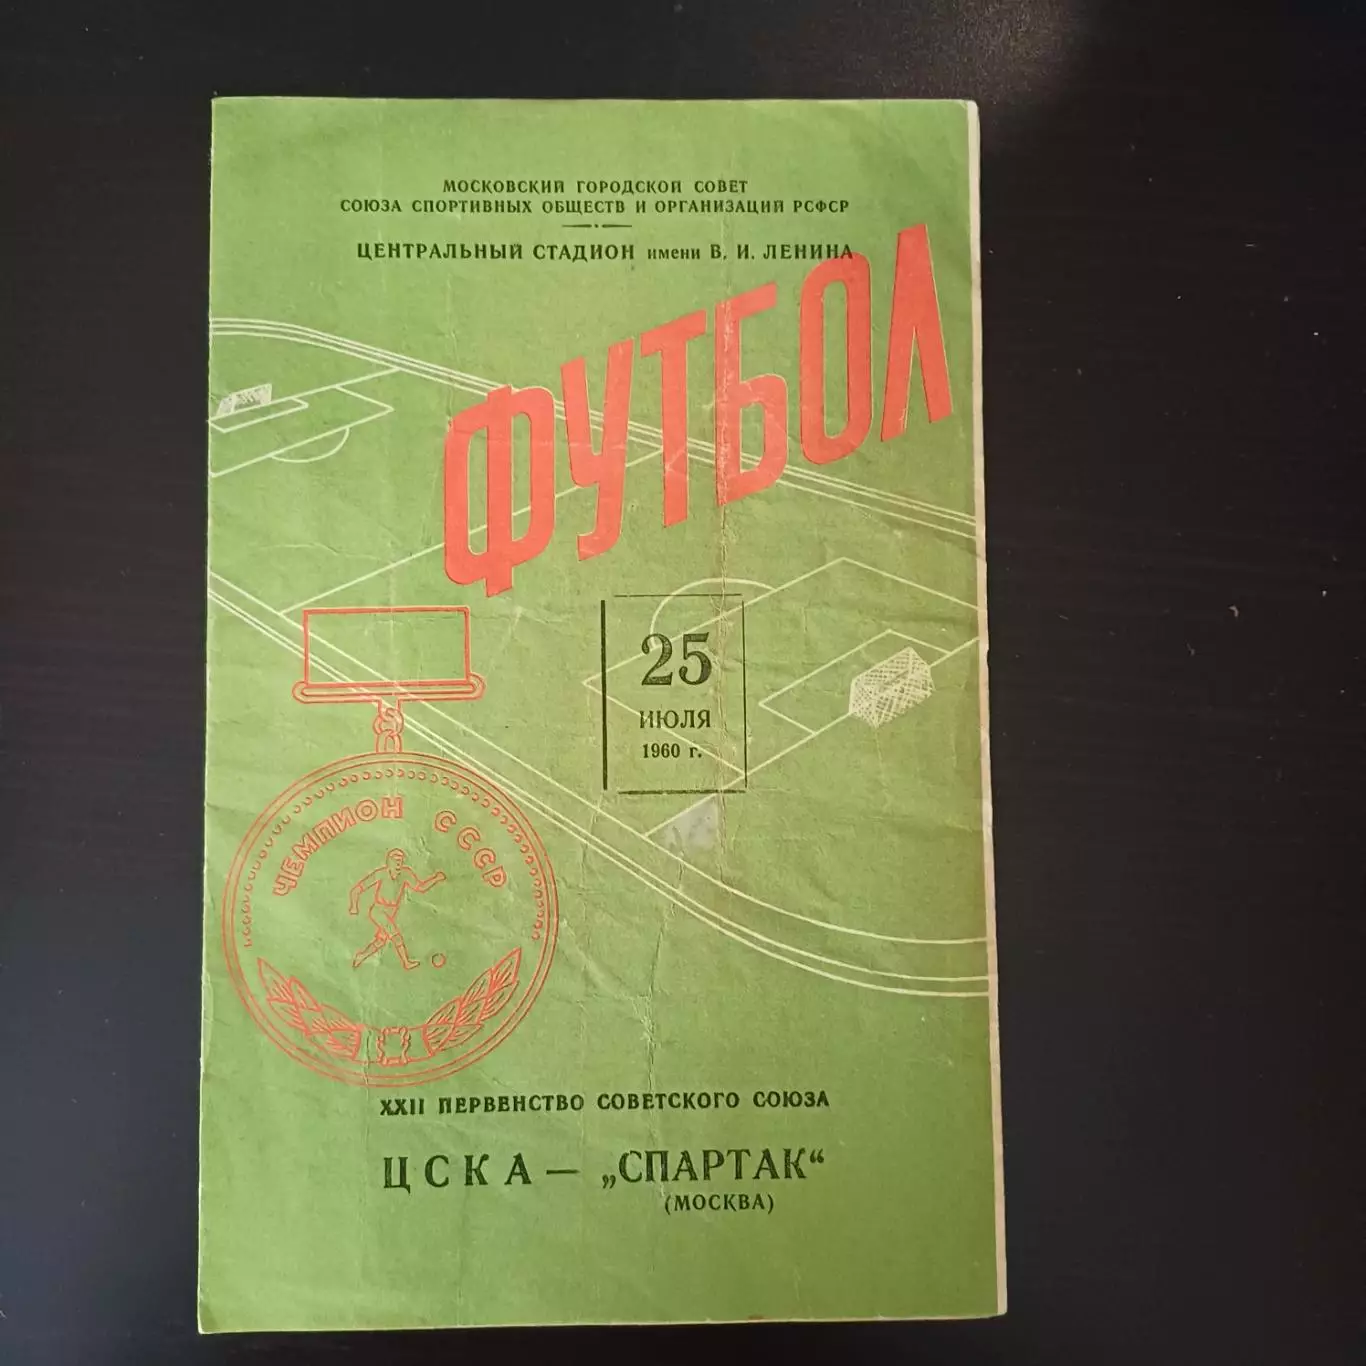 МОСКОВСКИЙ ГОРОДСКОЙ СОВЕТ
СОЮЗА СПОРТИВНЫХ ОБЩЕСТВ И ОРГАНИЗАЦИЙ РСФСР
ЦЕНТРАЛЬНЫЙ СТАДИОН имени В. И. ЛЕНИНА
ФУТБОЛ
25
ИЮЛЯ
1960 г.
ЧЕМПИОН СССР
XXII ПЕРВЕНСТВО СОВЕТСКОГО СОЮЗА
ЦСКА — „СПАРТАК“
(МОСКВА)